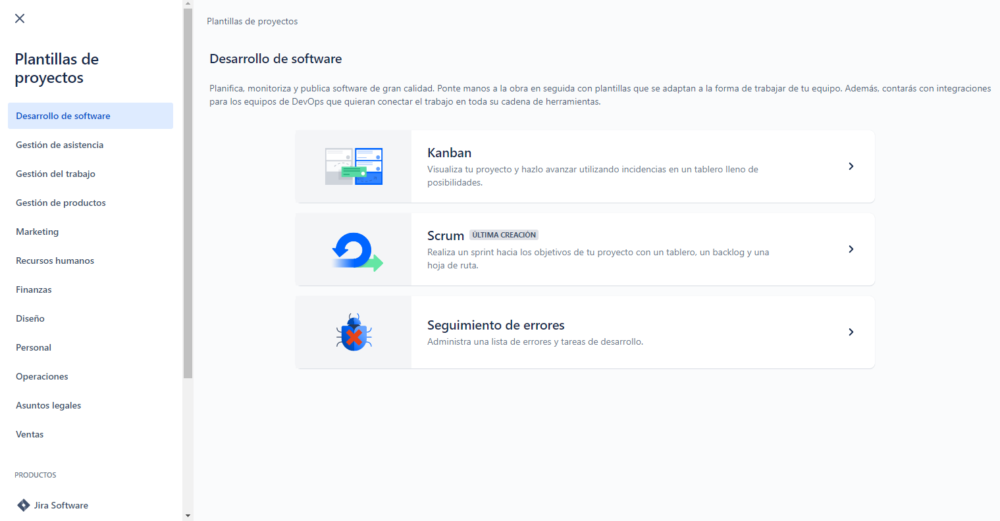 Plantillas de
proyectos
Desarrollo de software
Gestión de asistencia
Gestión del trabajo
Gestión de productos
Marketing
Recursos humanos
Finanzas
Diseño
Personal
Operaciones
Asuntos legales
Ventas
PRODUCTOS
Jira Software
Plantillas de proyectos
Desarrollo de software
Planifica, monitoriza y publica software de gran calidad. Ponte manos a la obra en seguida con plantillas que se adaptan a la forma de trabajar de tu equipo. Además, contarás con integraciones
para los equipos de DevOps que quieran conectar el trabajo en toda su cadena de herramientas.
Kanban
Visualiza tu proyecto y hazlo avanzar utilizando incidencias en un tablero lleno de
posibilidades.
Scrum ÚLTIMA CREACIÓN
Realiza un sprint hacia los objetivos de tu proyecto con un tablero, un backlog y una
hoja de ruta.
Seguimiento de errores
Administra una lista de errores y tareas de desarrollo.